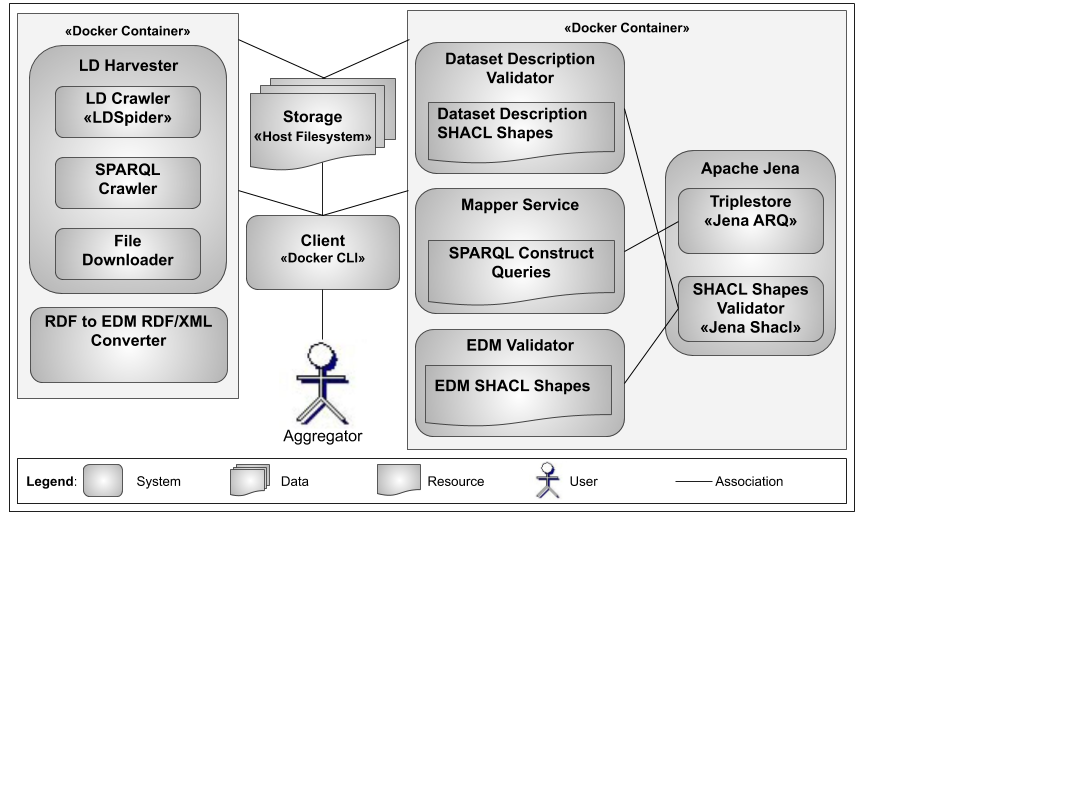 «Docker Container»
LD Harvester
LD Crawler
«LDSpider»
SPARQL
Crawler
File
Downloader
RDF to EDM RDF/XML
Converter
Storage
«Host Filesystem»
Client
«Docker CLI»
Aggregator
«Docker Container»
Dataset Description
Validator
Dataset Description
SHACL Shapes
Mapper Service
SPARQL Construct
Queries
EDM Validator
EDM SHACL Shapes
Apache Jena
Triplestore
«Jena ARQ»
SHACL Shapes
Validator
«Jena Shacl»
Legend: System Data Resource User Association